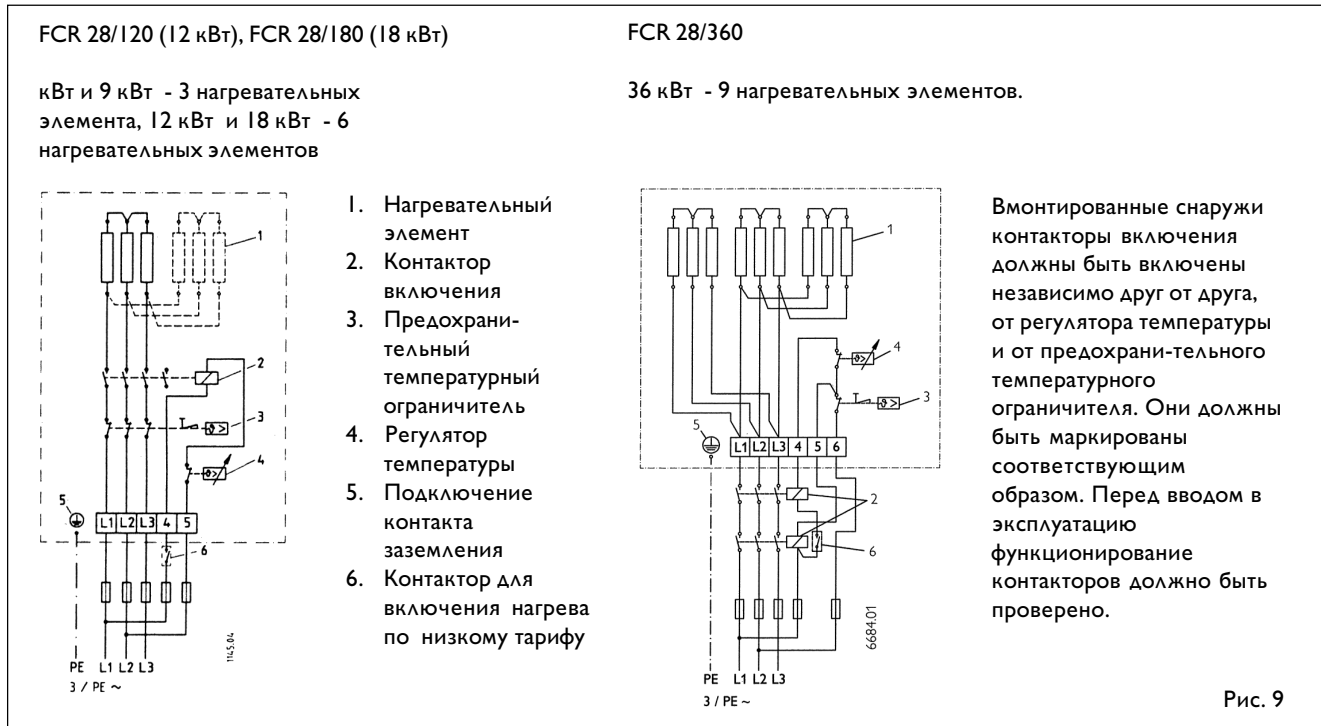 FCR 28/120 (12 кВт), FCR 28/180 (18 кВт)
кВт и 9 кВт - 3 нагревательных
элемента, 12 кВт и 18 кВт - 6
нагревательных элементов
1
2
3
4
5
L1 L2 L3 4 5
6
1145.04
PE L1 L2 L3
3 / PE ~
1. Нагревательный
элемент
2. Контактор
включения
3. Предохрани-
тельный
температурный
ограничитель
4. Регулятор
температуры
5. Подключение
контакта
заземления
6. Контактор для
включения нагрева
по низкому тарифу
FCR 28/360
36 кВт - 9 нагревательных элементов.
1
4
3
5
L1 L2 L3 4 5 6
2
6
6684.01
PE L1 L2 L3
3 / PE ~
Вмонтированные снаружи
контакторы включения
должны быть включены
независимо друг от друга,
от регулятора температуры
и от предохрани-тельного
температурного
ограничителя. Они должны
быть маркированы
соответствующим
образом. Перед вводом в
эксплуатацию
функционирование
контакторов должно быть
проверено.
Рис. 9